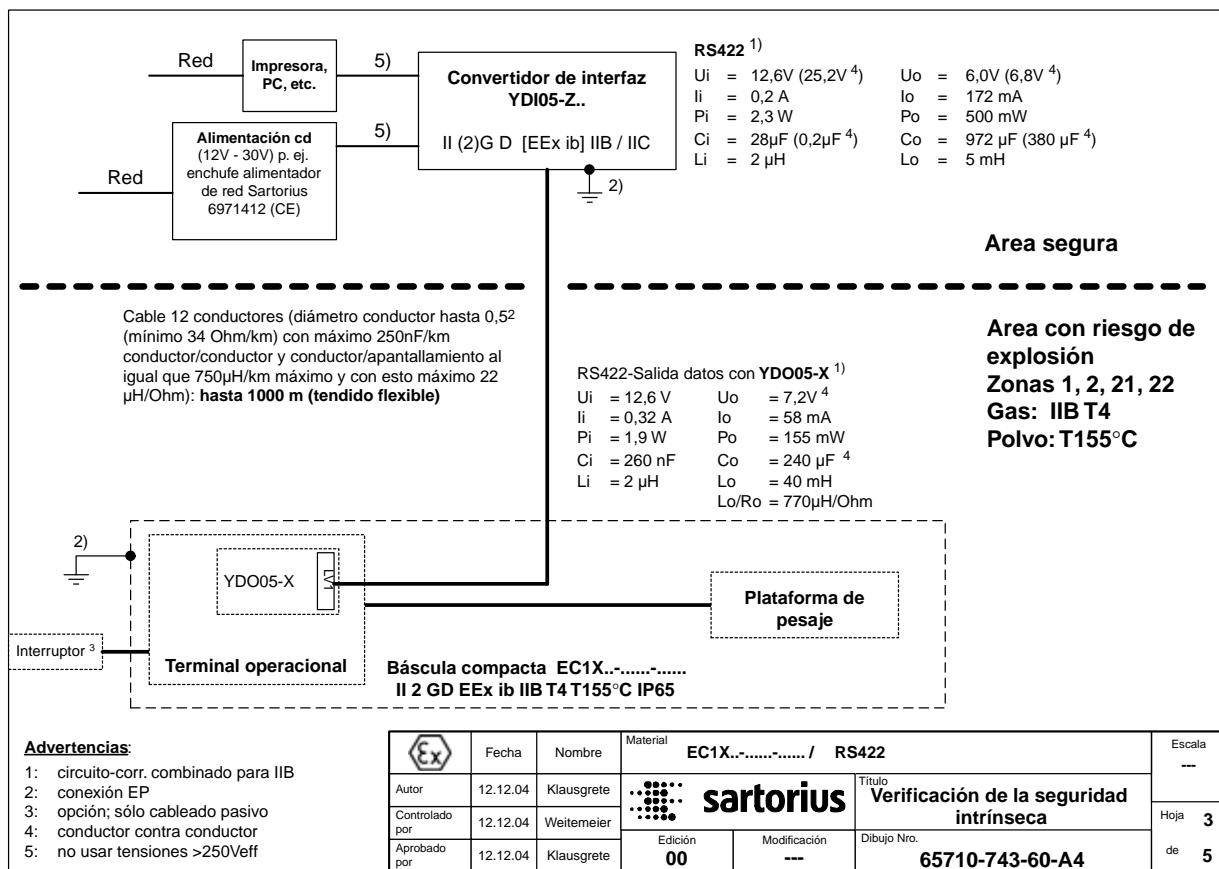 Red
Impresora,
PC, etc.
5)
Convertidor de interfaz
YDI05-Z..
II (2)G D [EEx ib] IIB / IIC
Alimentación cd
(12V - 30V) p. ej.
enchufe alimentador
de red Sartorius
6971412 (CE)
5)
Red
2)
RS422 1)
Ui = 12,6V (25,2V 4) Uo = 6,0V (6,8V 4)
Ii = 0,2 A Io = 172 mA
Pi = 2,3 W Po = 500 mW
Ci = 28µF (0,2µF 4) Co = 972 µF (380 µF 4)
Li = 2 µH Lo = 5 mH
Area segura
Cable 12 conductores (diámetro conductor hasta 0,5²
(mínimo 34 Ohm/km) con máximo 250nF/km
conductor/conductor y conductor/apantallamiento al
igual que 750µH/km máximo y con esto máximo 22
µH/Ohm): hasta 1000 m (tendido flexible)
Area con riesgo de
explosión
Zonas 1, 2, 21, 22
Gas: IIB T4
Polvo: T155°C
RS422-Salida datos con YDO05-X 1)
Ui = 12,6 V Uo = 7,2V 4
Ii = 0,32 A Io = 58 mA
Pi = 1,9 W Po = 155 mW
Ci = 260 nF Co = 240 µF 4
Li = 2 µH Lo = 40 mH
Lo/Ro = 770µH/Ohm
2)
YDO05-X
LV1
Plataforma de
pesaje
Interruptor 3
Terminal operacional
Báscula compacta EC1X..-......-......
II 2 GD EEx ib IIB T4 T155°C IP65
Advertencias:
1: circuito-corr. combinado para IIB
2: conexión EP
3: opción; sólo cableado pasivo
4: conductor contra conductor
5: no usar tensiones >250Veff
Ex
Fecha
Nombre
Material
EC1X..-......-...... / RS422
Escala
---
Autor
12.12.04
Klausgrete
sartorius
Título
Verificación de la seguridad
intrínseca
Controlado
por
12.12.04
Weitemeier
Hoja 3
Aprobado
por
12.12.04
Klausgrete
Edición
00
Modificación
---
Dibujo Nro.
65710-743-60-A4
de 5